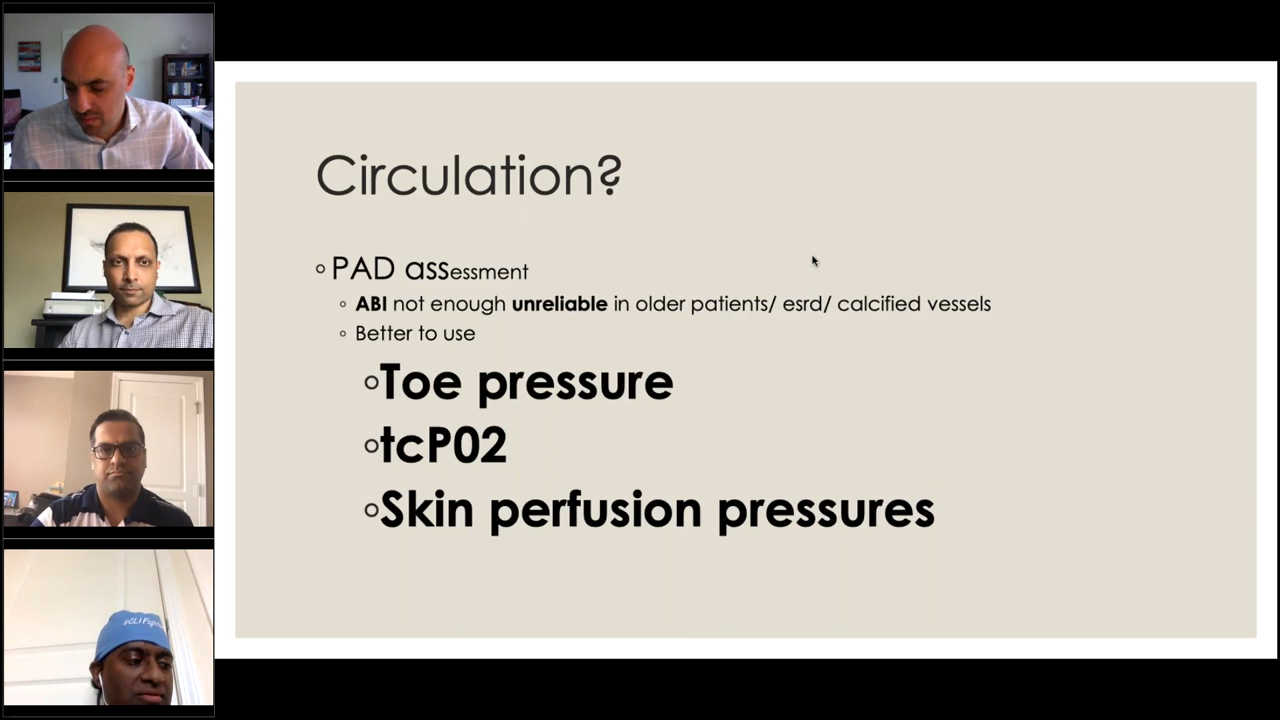 Circulation?
◦ PAD assessment
◦ ABI not enough unreliable in older patients/ esrd/ calcified vessels
◦ Better to use
◦Toe pressure
◦tcP02
◦Skin perfusion pressures
#CLIFig